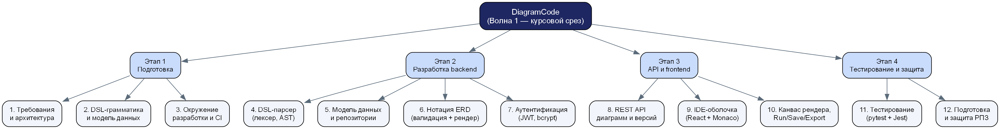 DiagramCode
(Волна 1 — курсовой срез)
Этап 1
Подготовка
Этап 2
Разработка backend
Этап 3
API и frontend
Этап 4
Тестирование и защита
1. Требования
и архитектура
2. DSL-грамматика
и модель данных
3. Окружение
разработки и CI
4. DSL-парсер
(лексер, AST)
5. Модель данных
и репозитории
6. Нотация ERD
(валидация + рендер)
7. Аутентификация
(JWT, bcrypt)
8. REST API
диаграмм и версий
9. IDE-оболочка
(React + Monaco)
10. Канвас рендера,
Run/Save/Export
11. Тестирование
(pytest + Jest)
12. Подготовка
и защита РПЗ